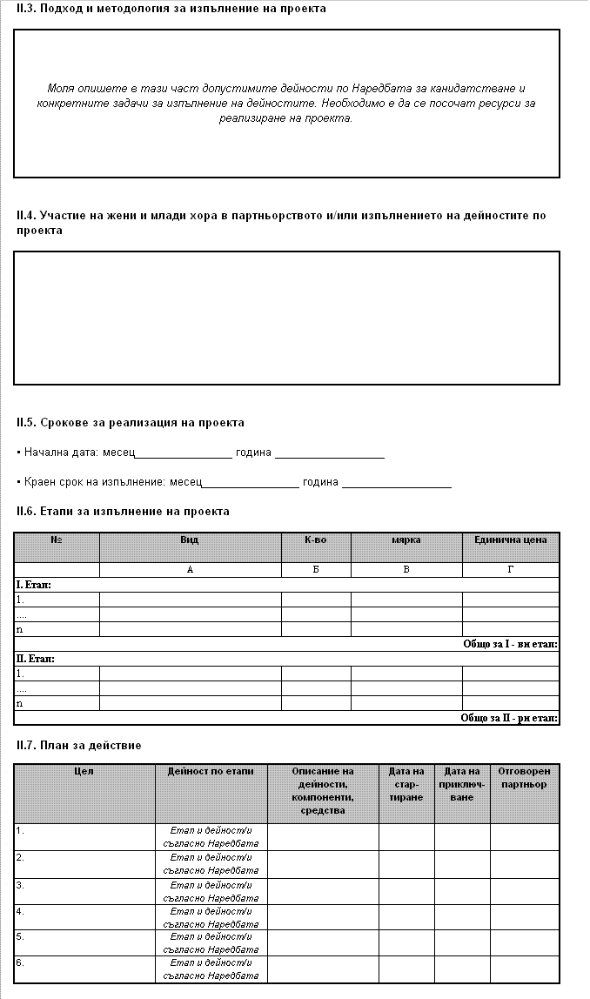 II.3. Подход и методология за изпълнение на проекта
Моля опишете в тази част допустимите дейности по Наредбата за канидатстване и
конкретните задачи за изпълнение на дейностите. Необходимо е да се посочат ресурси за
реализиране на проекта.
II.4. Участие на жени и млади хора в партньорството и/или изпълнението на дейностите по
проекта
II.5. Срокове за реализация на проекта
▪ Начална дата: месец________________ година __________________
▪ Краен срок на изпълнение: месец________________ година __________________
II.6. Етапи за изпълнение на проекта
№ Вид К-во мярка Единична цена
А Б В Г
I. Етап:
1.
....
n
Общо за I - ви етап:
II. Етап:
1.
....
n
Общо за II - ри етап:
II.7. План за действие
Цел Дейност по етапи Описание на дейности, компоненти, средства Дата на стар-тиране Дата на приключ-ване Отговорен партньор
1. Етап и дейност/и
съгласно Наредбата
2. Етап и дейност/и
съгласно Наредбата
3. Етап и дейност/и
съгласно Наредбата
4. Етап и дейност/и
съгласно Наредбата
5. Етап и дейност/и
съгласно Наредбата
6. Етап и дейност/и
съгласно Наредбата